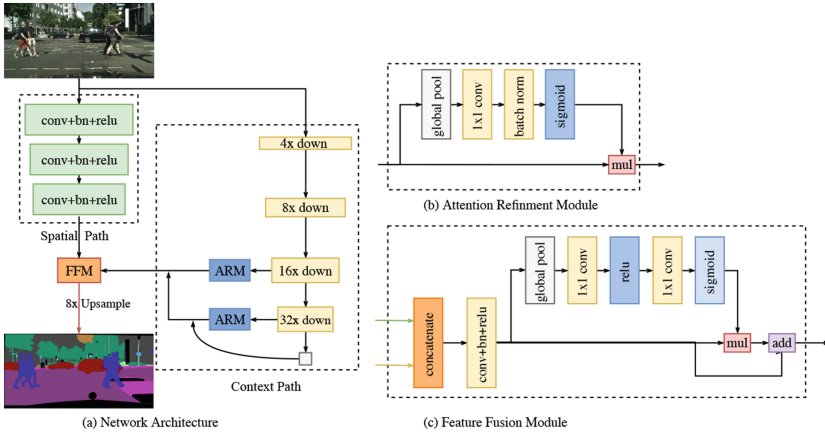 conv+bn+relu
conv+bn+relu
conv+bn+relu
Spatial Path
FFM
8x Upsample
4x down
8x down
16x down
ARM
32x down
ARM
Context Path
(a) Network Architecture
global pool
1x1 conv
batch norm
sigmoid
mul
(b) Attention Refinment Module
concatenate
conv+bn+relu
global pool
1x1 conv
relu
1x1 conv
sigmoid
mul
add
(c) Feature Fusion Module